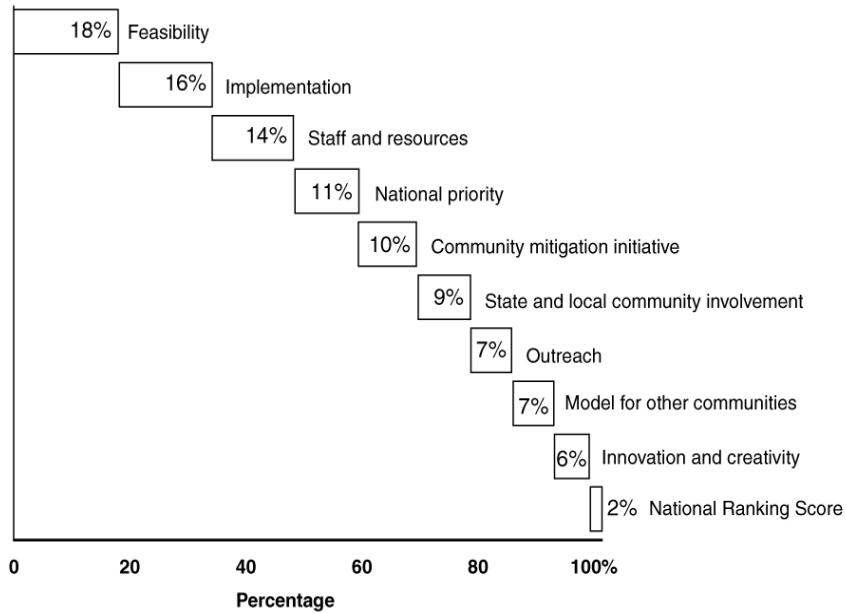 18% Feasibility
16% Implementation
14% Staff and resources
11% National priority
10% Community mitigation initiative
9% State and local community involvement
7% Outreach
7% Model for other communities
6% Innovation and creativity
2% National Ranking Score
0 20 40 60 80 100%
Percentage